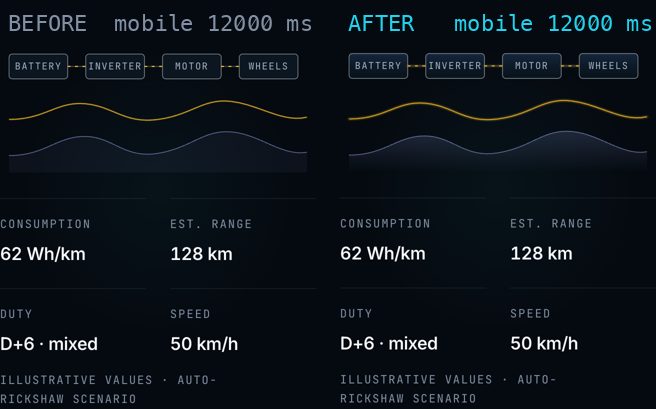 BEFORE mobile 12000 ms
BATTERY INVERTER MOTOR WHEELS
CONSUMPTION EST. RANGE
62 Wh/km 128 km
DUTY SPEED
D+6 · mixed 50 km/h
ILLUSTRATIVE VALUES · AUTO-
RICKSHAW SCENARIO
AFTER mobile 12000 ms
BATTERY INVERTER MOTOR WHEELS
CONSUMPTION EST. RANGE
62 Wh/km 128 km
DUTY SPEED
D+6 · mixed 50 km/h
ILLUSTRATIVE VALUES · AUTO-
RICKSHAW SCENARIO